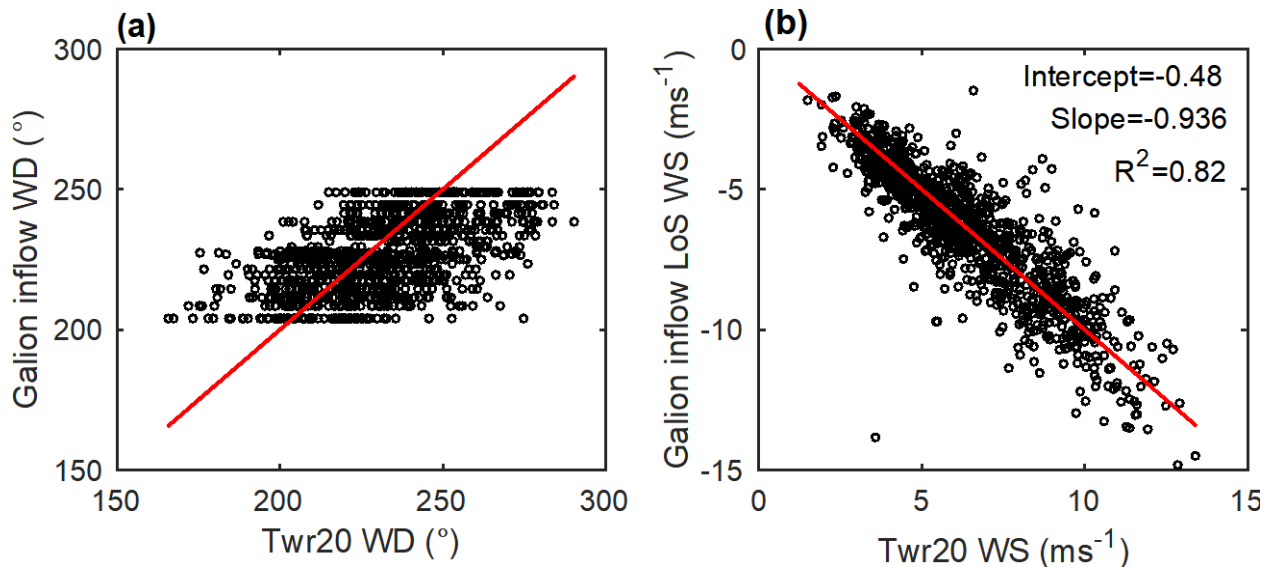 (a)
300
250
200
150
Galion inflow WD (°)
150
200
250
300
Twr20 WD (°)
(b)
0
-5
-10
-15
Galion inflow LoS WS (ms-1)
Intercept=-0.48
Slope=-0.936
R2=0.82
0
5
10
15
Twr20 WS (ms-1)